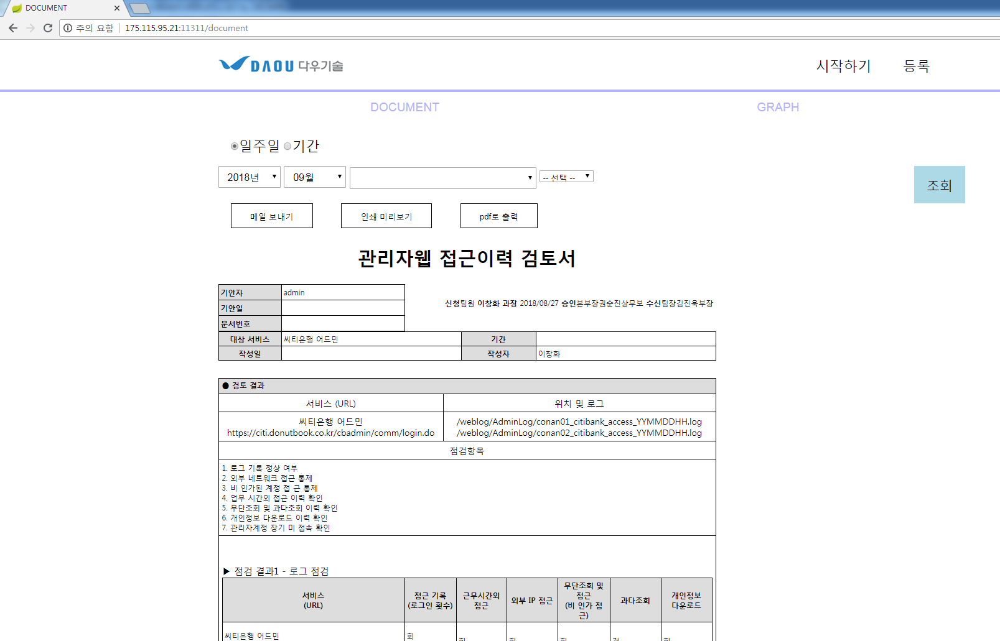 DOCUMENT
주의 요함 175.115.95.21:11311/document
DAOU 다우기술
시작하기 등록
DOCUMENT GRAPH
일주일 기간
2018년 09월 -- 선택 --
조회
메일 보내기 인쇄 미리보기 pdf로 출력
관리자웹 접근이력 검토서
기안자 admin
기안일
문서번호
신청팀원 이창화 과장 2018/08/27 승인본부장권순진상무보 수신팀장김진욱부장
대상 서비스 씨티은행 어드민 기간
작성일 작성자 이창화
● 검토 결과
서비스 (URL) 위치 및 로그
씨티은행 어드민
https://citi.donutbook.co.kr/cbadmin/comm/login.do
/weblog/AdminLog/conan01_citibank_access_YYMMDDHH.log
/weblog/AdminLog/conan02_citibank_access_YYMMDDHH.log
점검항목
1. 로그 기록 정상 여부
2. 외부 네트워크 접근 통제
3. 비 인가된 계정 접 근 통제
4. 업무 시간외 접근 이력 확인
5. 무단조회 및 과다조회 이력 확인
6. 개인정보 다운로드 이력 확인
7. 관리자계정 장기 미 접속 확인
▶ 점검 결과1 - 로그 점검
서비스
(URL)
접근 기록
(로그인 횟수)
근무시간외
접근
외부 IP 접근
무단조회 및
접근
(비 인가 접
근)
과다조회
개인정보
다운로드
씨티은행 어드민 회